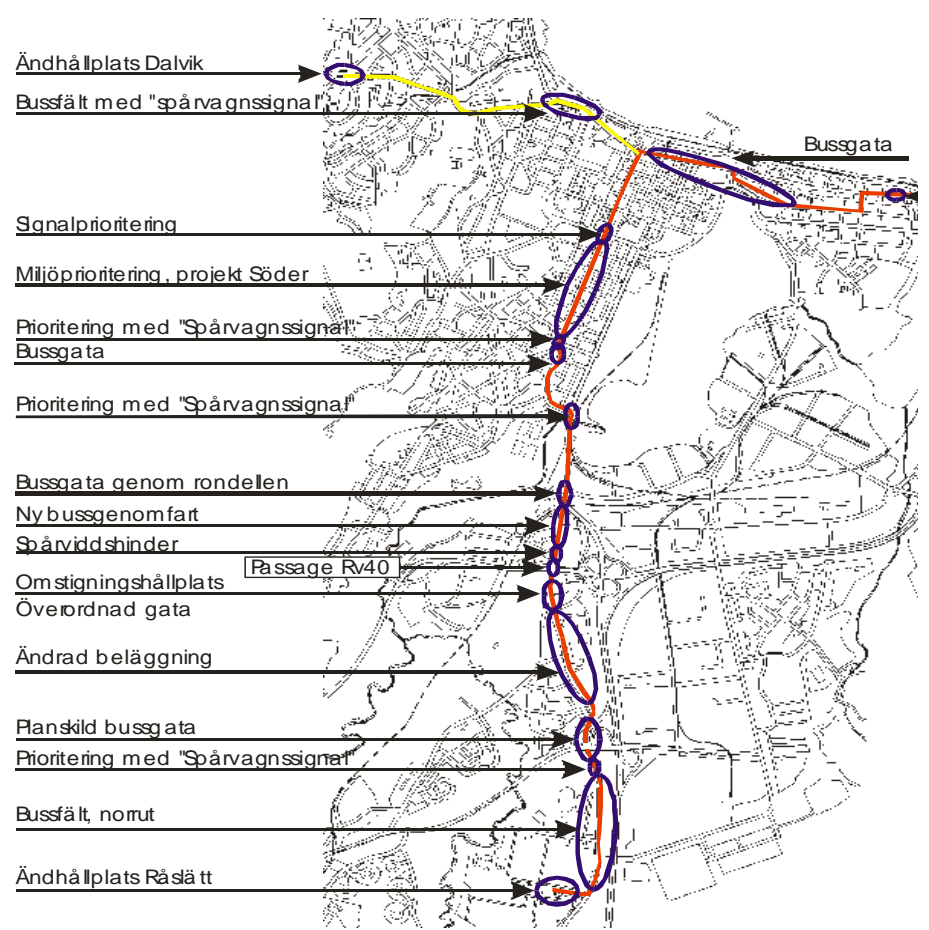 Ändhållplats Dalvik
Bussfält med "spårvagnssignal"
Bussgata
Signalprioritering
Miljöprioritering, projekt Söder
Prioritering med "Spårvagnssignal"
Bussgata
Prioritering med "Spårvagnssignal"
Bussgata genom rondellen
Ny bussgenomfart
Spårviddshinder
Passage Rv40
Omstigningshållplats
Överordnad gata
Ändrad beläggning
Planskild bussgata
Prioritering med "Spårvagnssignal"
Bussfält, norrut
Ändhållplats Råslätt